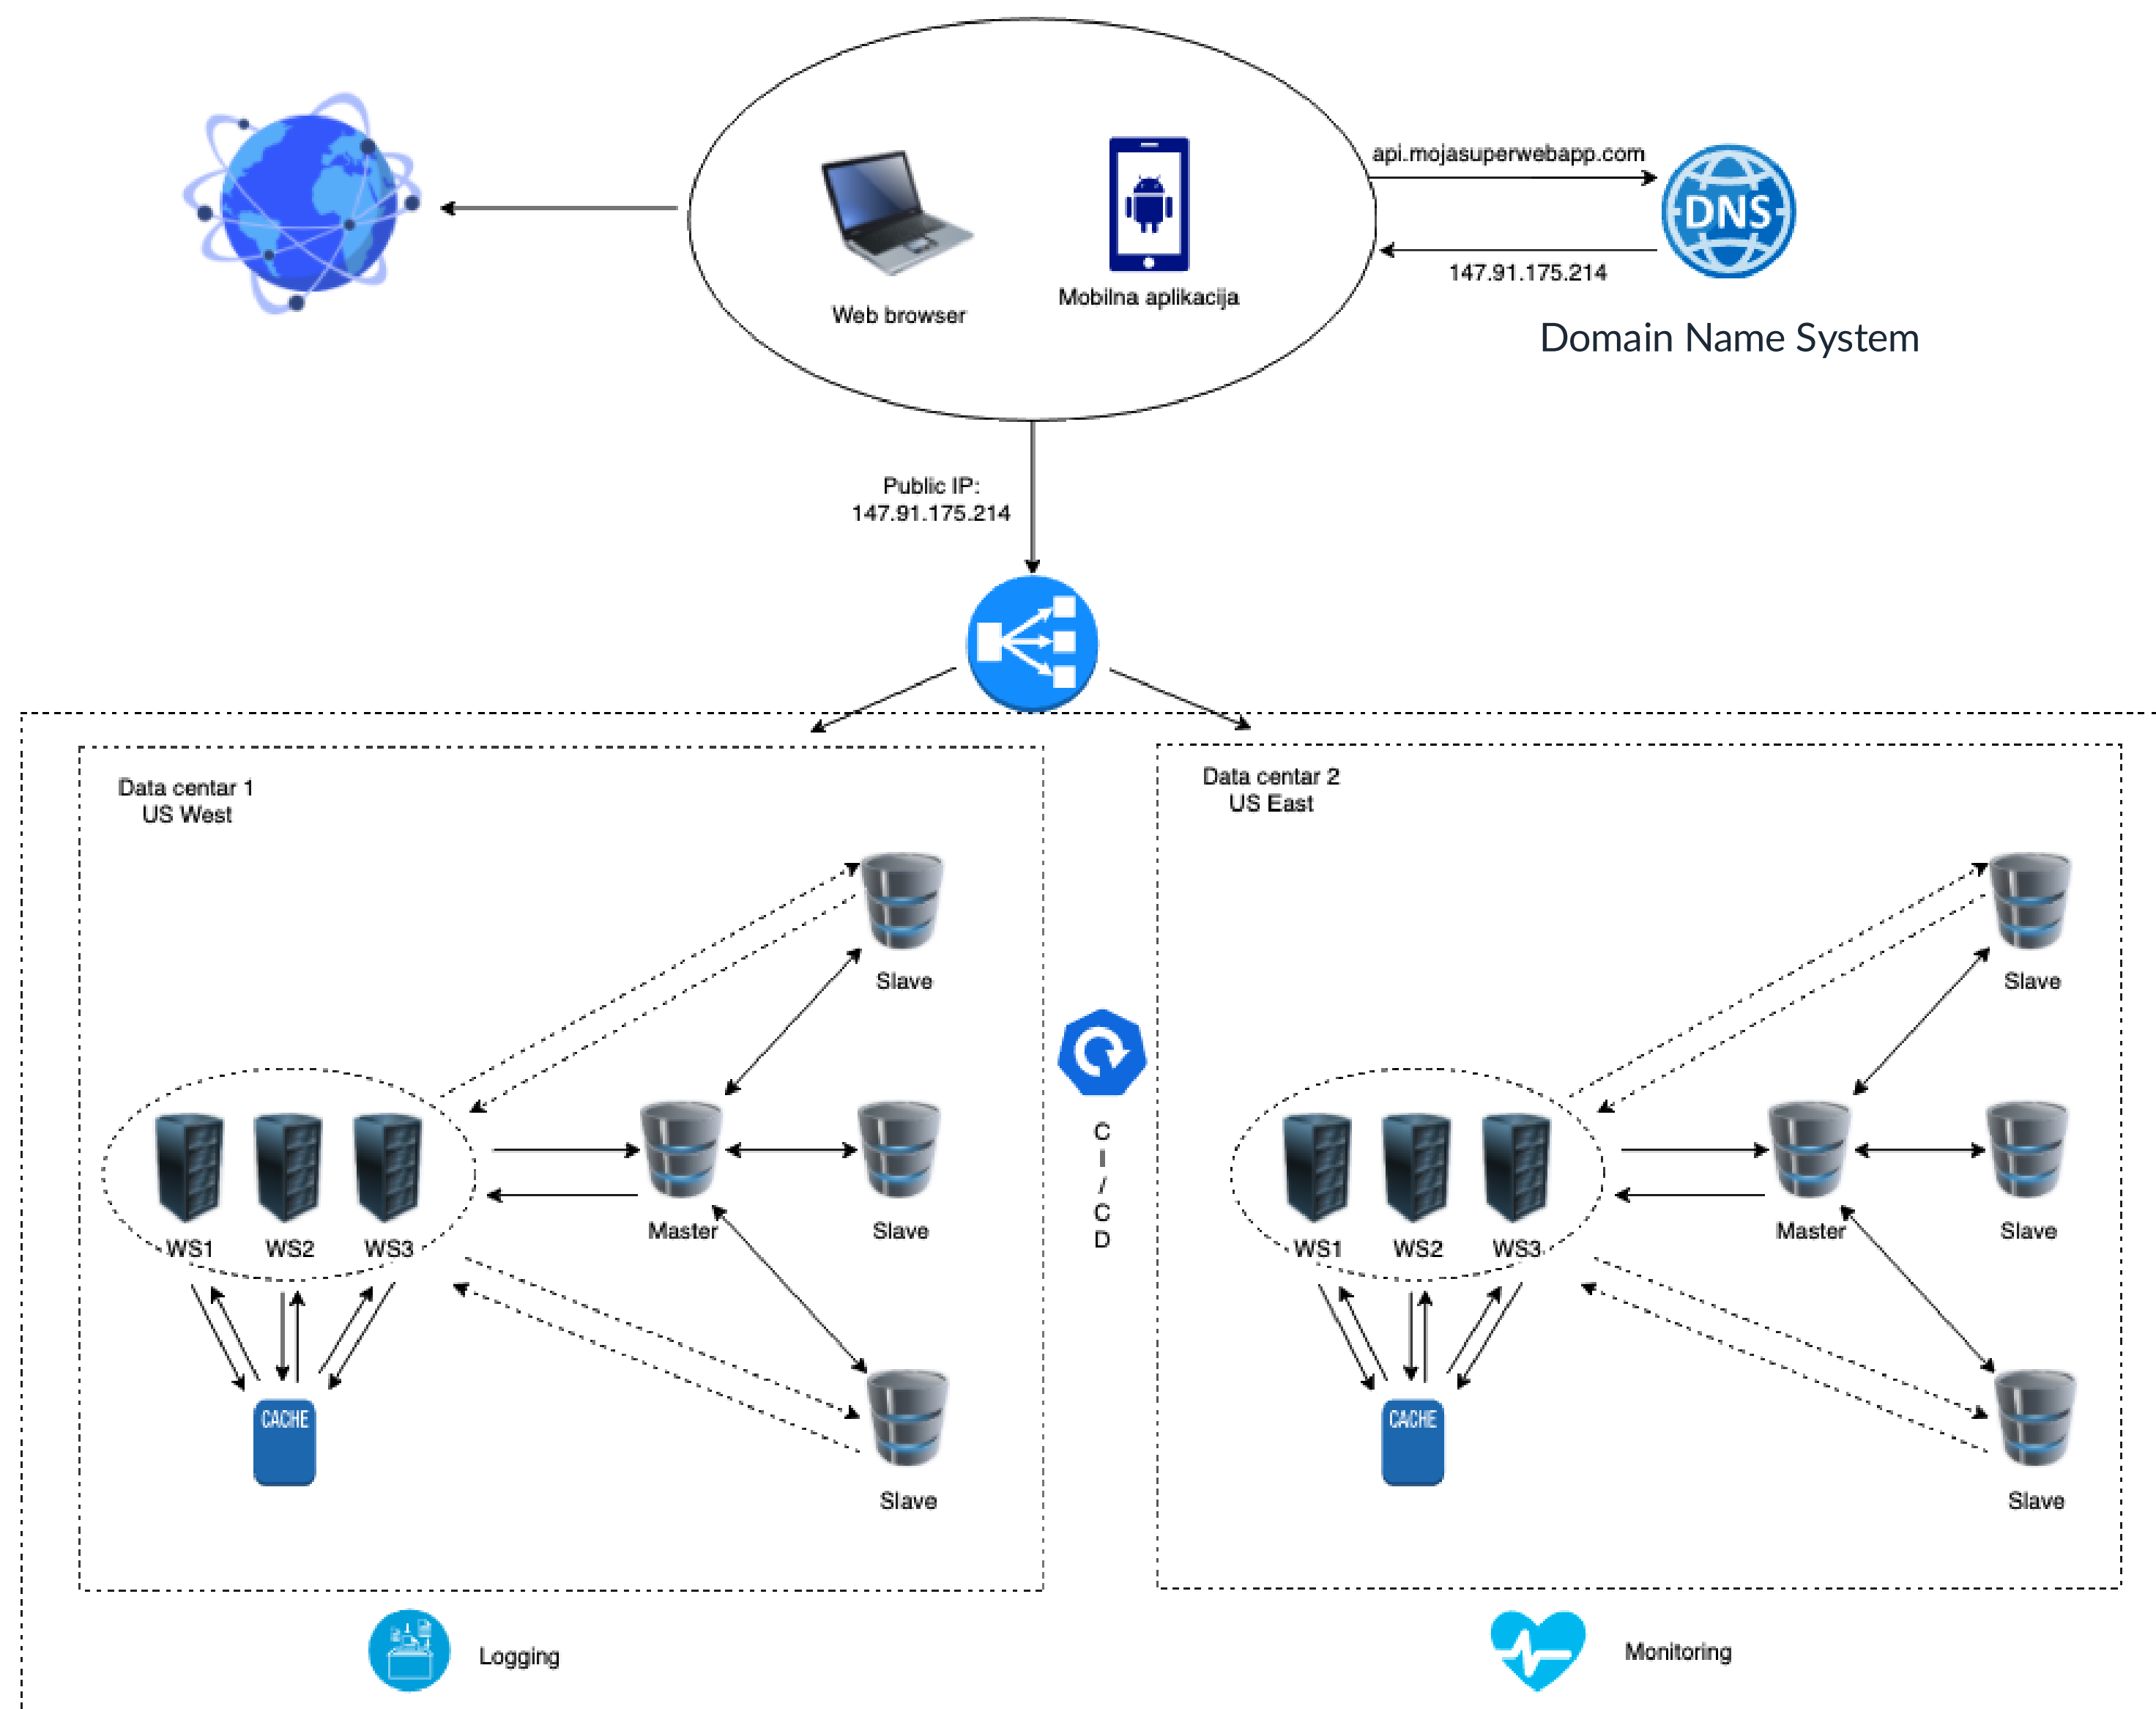 api.mojasuperwebapp.com
DNS
147.91.175.214
Web browser
Mobilna aplikacija
Domain Name System
Public IP:
147.91.175.214
Data centar 1
US West
Data centar 2
US East
Slave
Slave
C
I
/
C
D
WS1
WS2
WS3
Master
Slave
WS1
WS2
WS3
Master
Slave
CACHE
Slave
CACHE
Slave
Logging
Monitoring